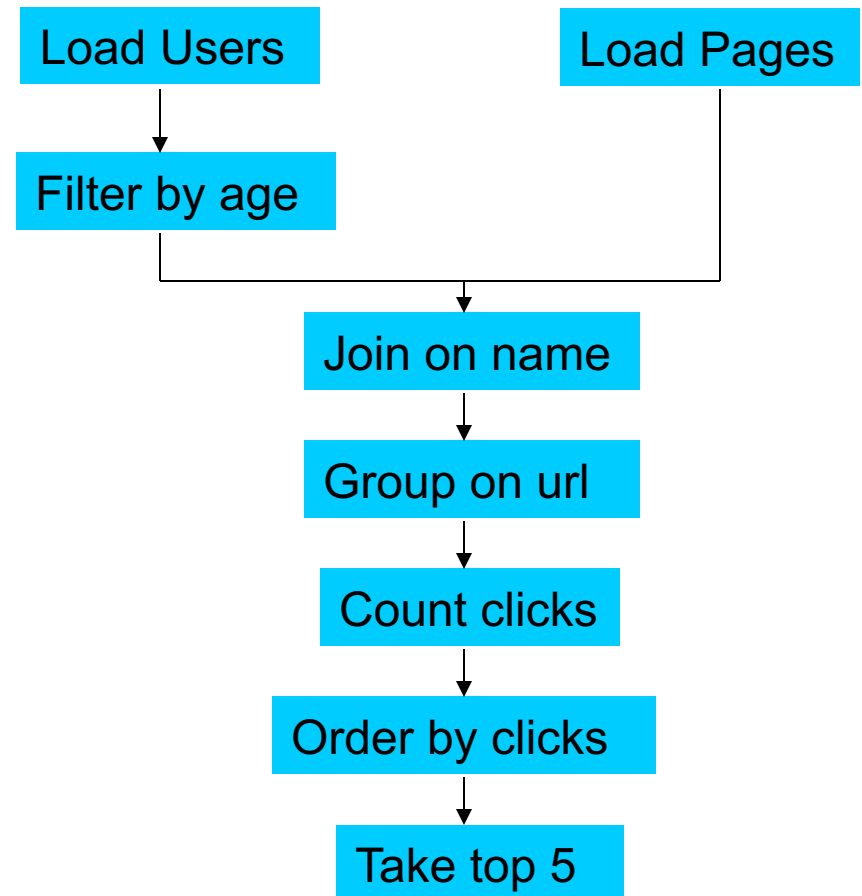 Load Users
Load Pages
Filter by age
Join on name
Group on url
Count clicks
Order by clicks
Take top 5